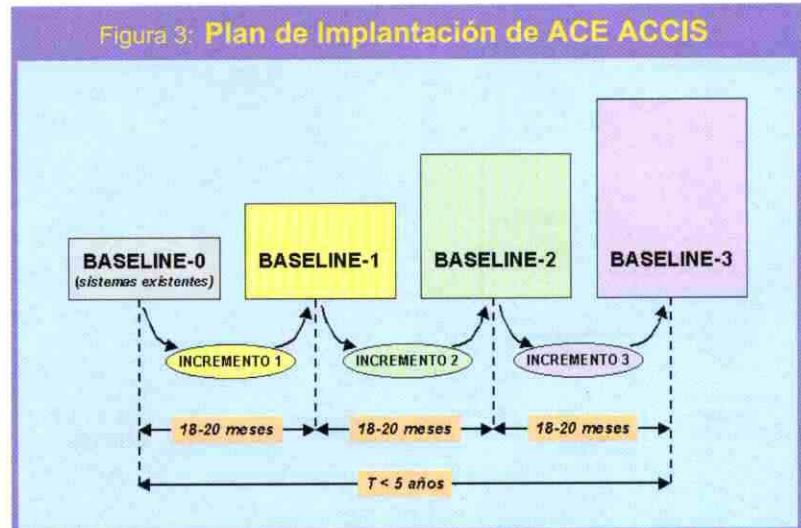 Figura 3: Plan de Implantación de ACE ACCIS
BASELINE-0
(sistemas existentes)
BASELINE-1
BASELINE-2
BASELINE-3
INCREMENTO 1
INCREMENTO 2
INCREMENTO 3
18-20 meses
18-20 meses
18-20 meses
T < 5 años